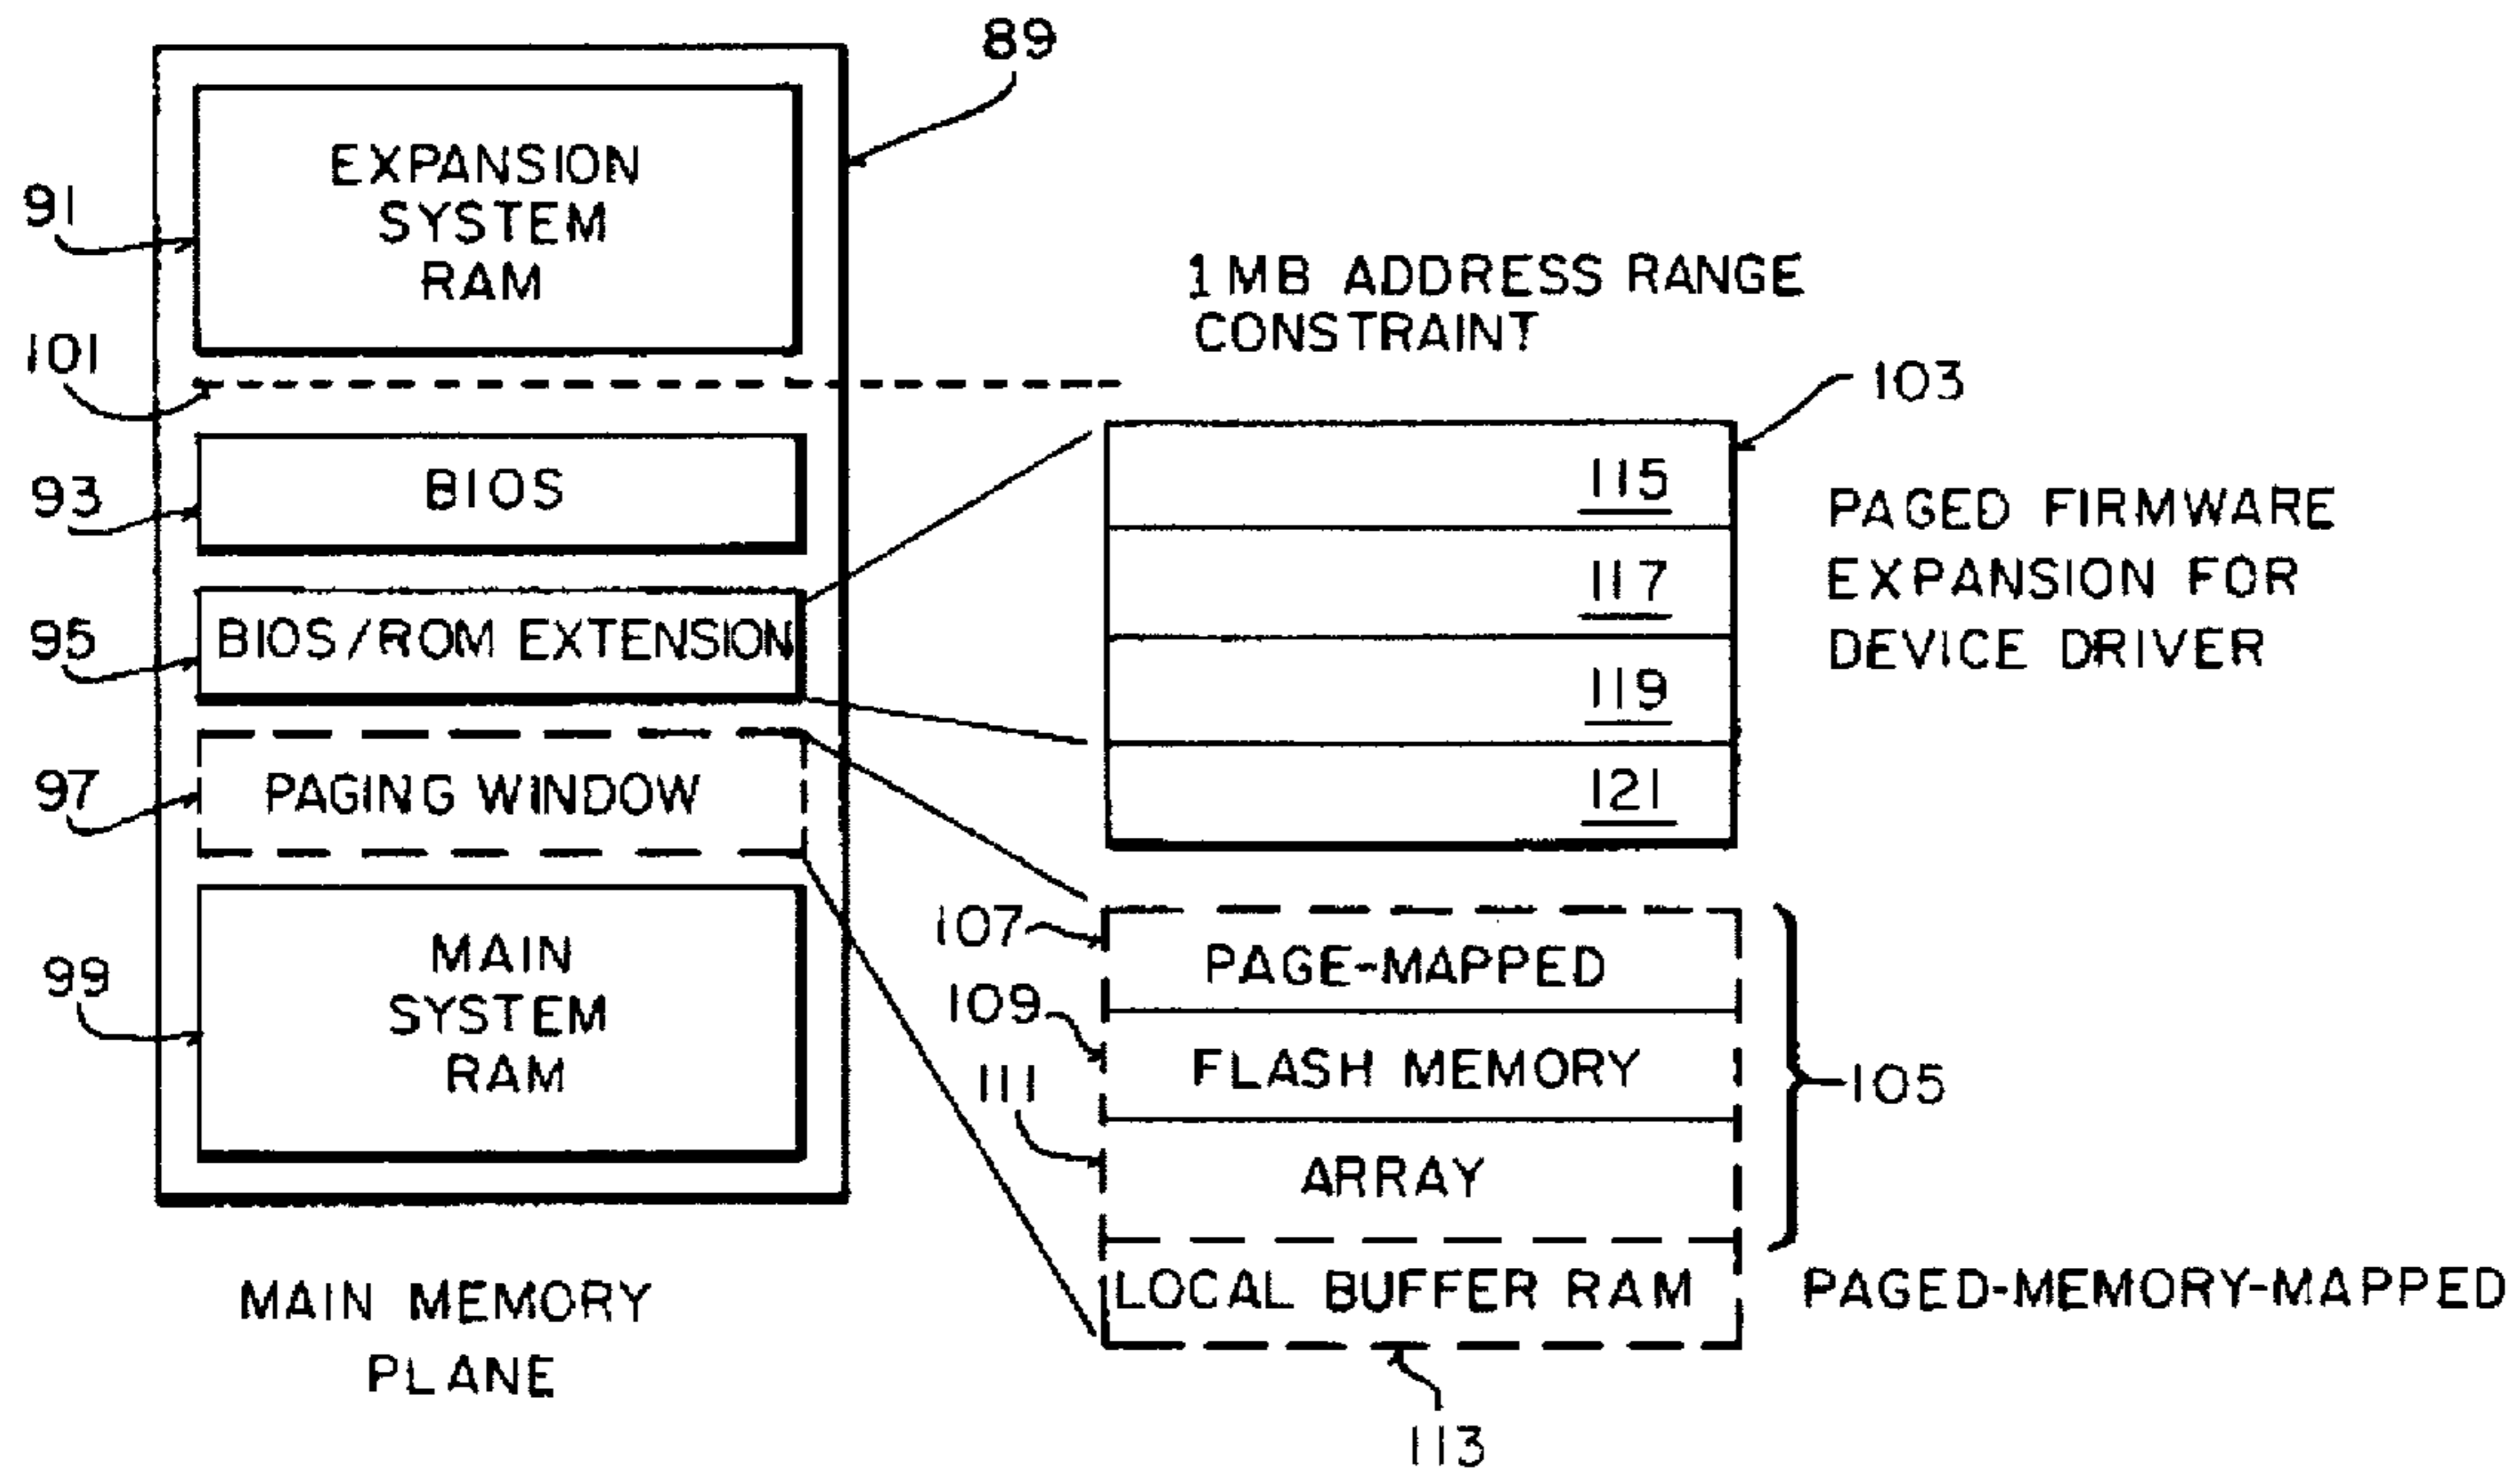 89
91
EXPANSION
SYSTEM
RAM
1MB ADDRESS RANGE
CONSTRAINT
101
103
93
BIOS
115
PAGED FIRMWARE
EXPANSION FOR
DEVICE DRIVER
117
95
BIOS/ROM EXTENSION
119
97
PAGING WINDOW
121
107
PAGE-MAPPED
99
MAIN
SYSTEM
RAM
109
FLASH MEMORY
111
105
ARRAY
LOCAL BUFFER RAM
PAGED-MEMORY-MAPPED
MAIN MEMORY
PLANE
113